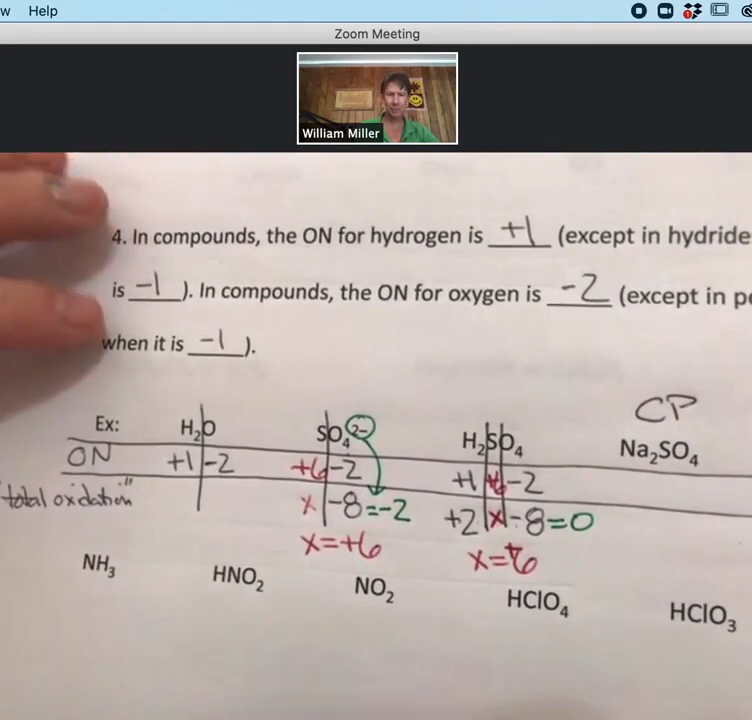 w Help
Zoom Meeting
William Miller
4. In compounds, the ON for hydrogen is +1 (except in hydride
is -1 ). In compounds, the ON for oxygen is -2 (except in pe
when it is -1 ).
CP
Ex: H₂O SO₄²⁻ H₂SO₄ Na₂SO₄
ON +1 -2 +6 -2 +1 +6 -2
"total oxidation" x -8 = -2 +2 x -8 = 0
x = +6 x = +6
NH₃ HNO₂ NO₂ HClO₄ HClO₃